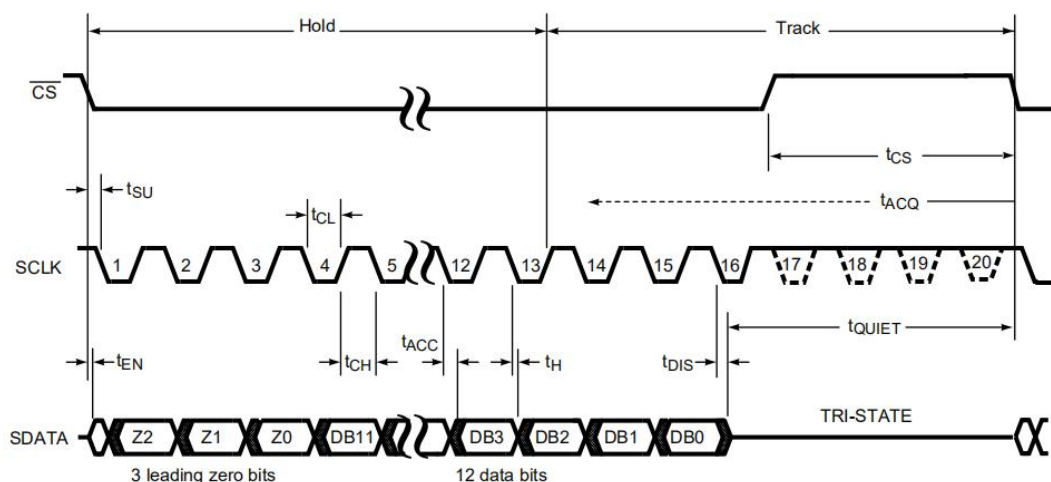 Hold Track
CS
tCS
tSU
tCL
tACQ
SCLK 1 2 3 4 5 12 13 14 15 16 17 18 19 20
tQUIET
tEN tCH tACC tH tDIS
TRI-STATE
SDATA Z2 Z1 Z0 DB11 DB3 DB2 DB1 DB0
3 leading zero bits 12 data bits